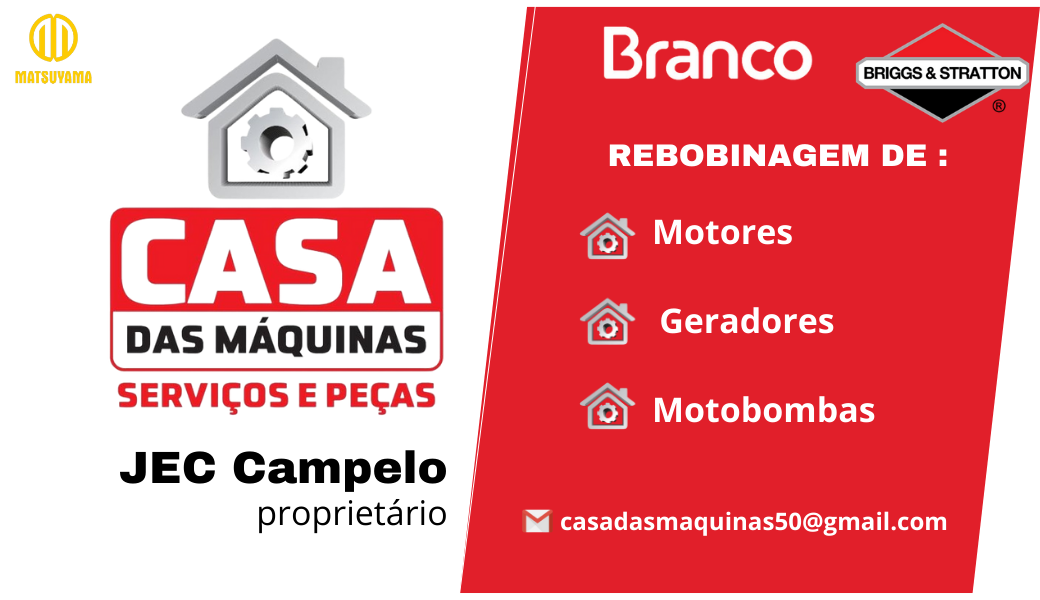 MATSUYAMA
CASA
DAS MÁQUINAS
SERVIÇOS E PEÇAS
JEC Campelo
proprietário
Branco
BRIGGS & STRATTON
®
REBOBINAGEM DE :
Motores
Geradores
Motobombas
casadasmaquinas50@gmail.com